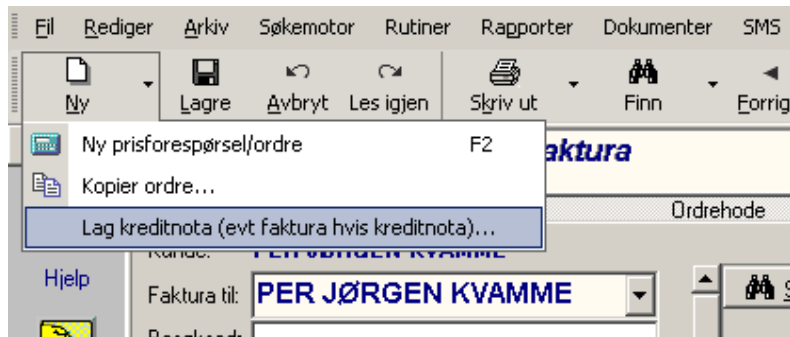 Fil Rediger Arkiv Søkemotor Rutiner Rapporter Dokumenter SMS
Ny Lagre Avbryt Les igjen Skriv ut Finn Forrig
Ny prisforespørsel/ordre F2
aktura
Kopier ordre...
Ordrehode
Lag kreditnota (evt faktura hvis kreditnota)...
Kunde: PER JØRGEN KVAMME
Hjelp
Faktura til: PER JØRGEN KVAMME